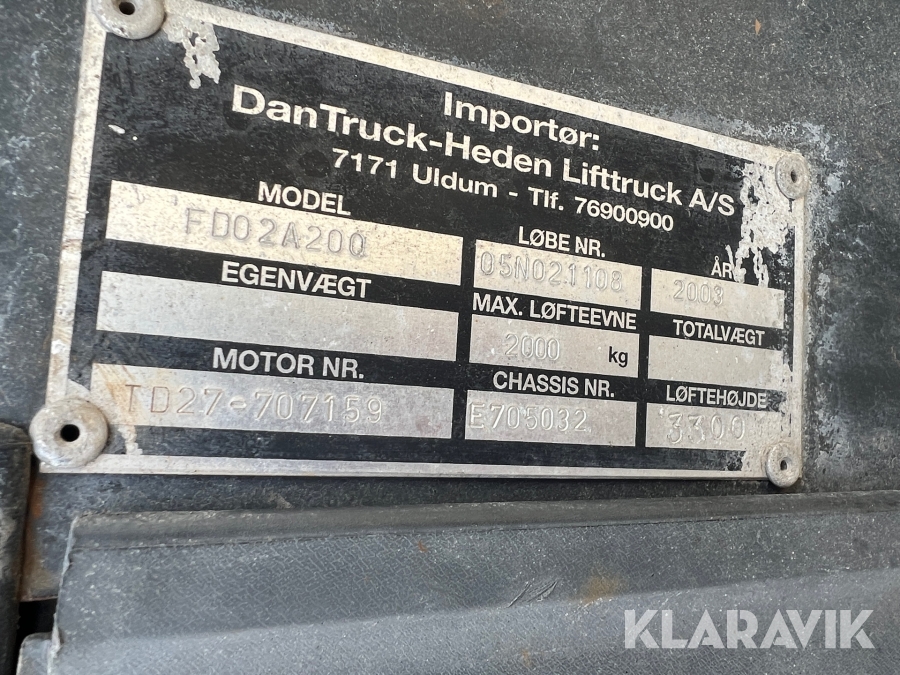 Importør:
DanTruck-Heden Lifttruck A/S
7171 Uldum - Tlf. 76900900
MODEL
FD02A20Q
LØBE NR.
05N021108
ÅR
2003
EGENVÆGT
MAX. LØFTEEVNE
2000 kg
TOTALVÆGT
MOTOR NR.
TD27-707159
CHASSIS NR.
E705032
LØFTEHØJDE
3300
KLARAVIK